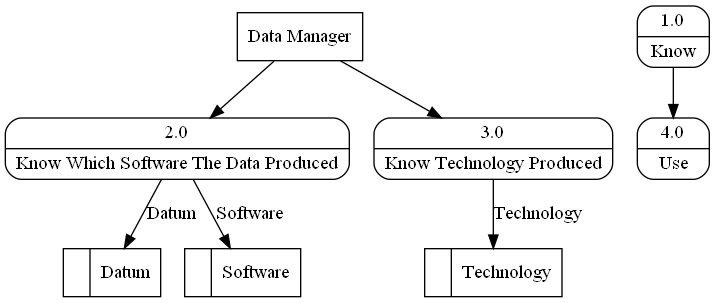 Data Manager
1.0
Know
2.0
Know Which Software The Data Produced
3.0
Know Technology Produced
4.0
Use
Datum
Software
Technology
Datum
Software
Technology